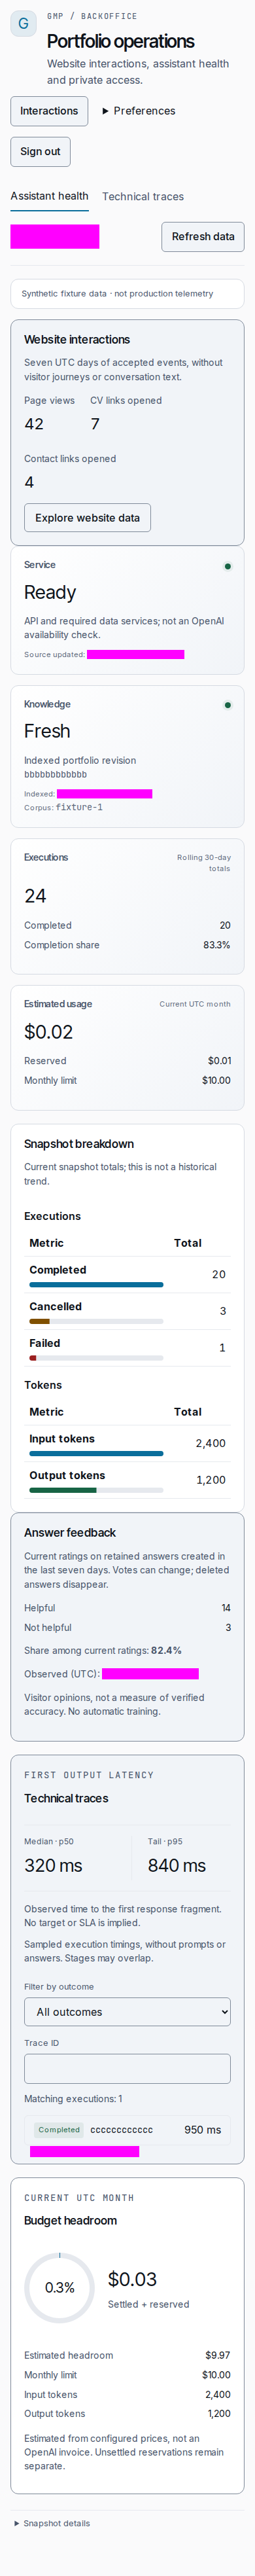 G
GMP / BACKOFFICE
Portfolio operations
Website interactions, assistant health
and private access.
Interactions
▶ Preferences
Sign out
Assistant health
Technical traces
Refresh data
Synthetic fixture data · not production telemetry
Website interactions
Seven UTC days of accepted events, without
visitor journeys or conversation text.
Page views
CV links opened
42
7
Contact links opened
4
Explore website data
Service
Ready
API and required data services; not an OpenAI
availability check.
Source updated:
Knowledge
Fresh
Indexed portfolio revision
bbbbbbbbbbbb
Indexed:
Corpus: fixture-1
Executions
Rolling 30-day
totals
24
Completed 20
Completion share 83.3%
Estimated usage
Current UTC month
$0.02
Reserved $0.01
Monthly limit $10.00
Snapshot breakdown
Current snapshot totals; this is not a historical
trend.
Executions
Metric Total
Completed 20
Cancelled 3
Failed 1
Tokens
Metric Total
Input tokens 2,400
Output tokens 1,200
Answer feedback
Current ratings on retained answers created in
the last seven days. Votes can change; deleted
answers disappear.
Helpful 14
Not helpful 3
Share among current ratings: 82.4%
Observed (UTC):
Visitor opinions, not a measure of verified
accuracy. No automatic training.
FIRST OUTPUT LATENCY
Technical traces
Median · p50
Tail · p95
320 ms
840 ms
Observed time to the first response fragment.
No target or SLA is implied.
Sampled execution timings, without prompts or
answers. Stages may overlap.
Filter by outcome
All outcomes
Trace ID
Matching executions: 1
Completed cccccccccccc 950 ms
CURRENT UTC MONTH
Budget headroom
0.3%
$0.03
Settled + reserved
Estimated headroom $9.97
Monthly limit $10.00
Input tokens 2,400
Output tokens 1,200
Estimated from configured prices, not an
OpenAI invoice. Unsettled reservations remain
separate.
▶ Snapshot details